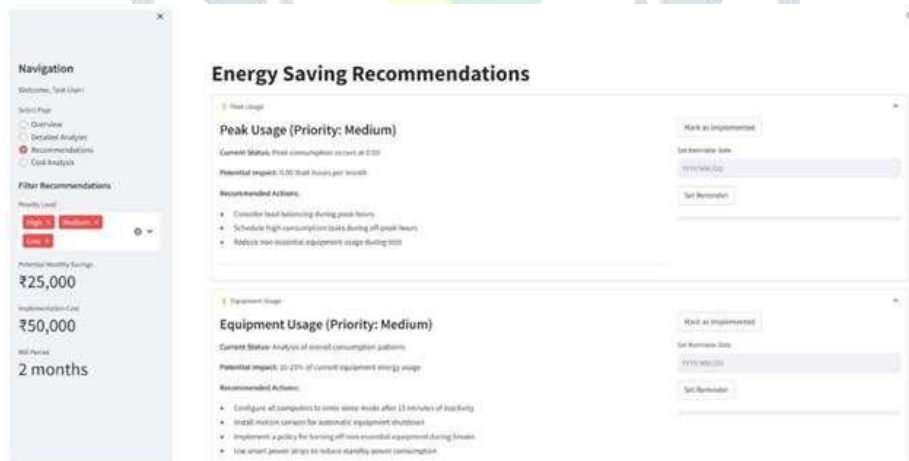 Navigation
Welcome, Test User!
Select Page
Overview
Detailed Analysis
Recommendations
Cost Analysis
Filter Recommendations
Priority Level
High ×
Medium ×
Low ×
Potential Monthly Savings
₹25,000
Implementation Cost
₹50,000
ROI Period
2 months
Energy Saving Recommendations
Peak Usage
Peak Usage (Priority: Medium)
Current Status: Peak consumption occurs at 0:00
Potential Impact: 0.00 Watt hours per month
Recommended Actions:
• Consider load balancing during peak hours
• Schedule high-consumption tasks during off-peak hours
• Reduce non-essential equipment usage during
Mark as Implemented
Set Reminder Date
YYYY/MM/DD
Set Reminder
Equipment Usage
Equipment Usage (Priority: Medium)
Current Status: Analysis of overall consumption patterns
Potential Impact: of current equipment energy usage
Recommended Actions:
• Configure all computers to enter sleep mode after 15 minutes of inactivity
• Install motion sensors for automatic equipment shutdown
• Implement a policy for turning off non-essential equipment during breaks
• Use smart power strips to reduce standby power consumption
Mark as Implemented
Set Reminder Date
YYYY/MM/DD
Set Reminder